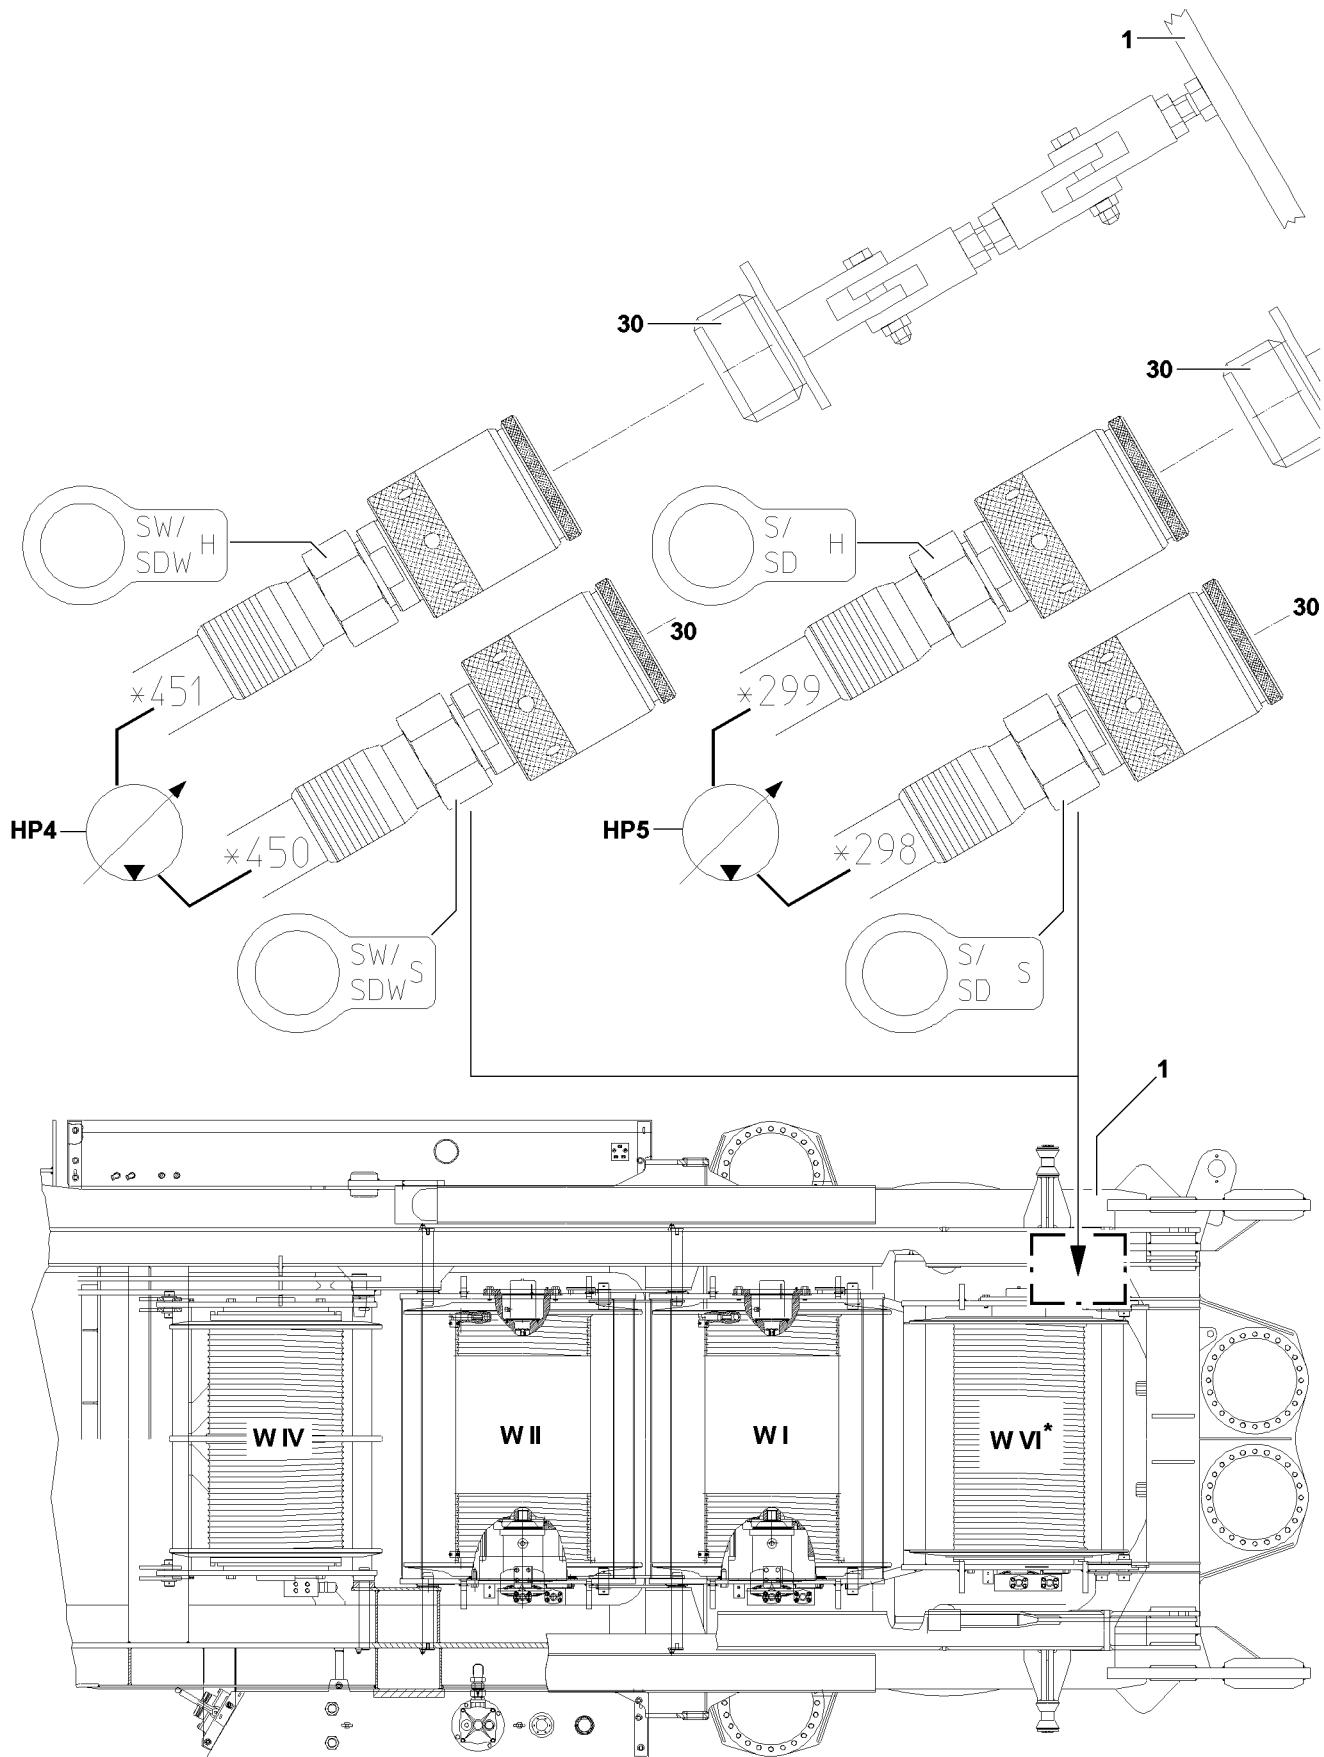 1
30
30
SW/
SDW H
S/
SD H
30
30
*451
*299
HP4
HP5
*450
*298
SW/
SDW S
S/
SD S
1
W IV
W II
W I
W VI*